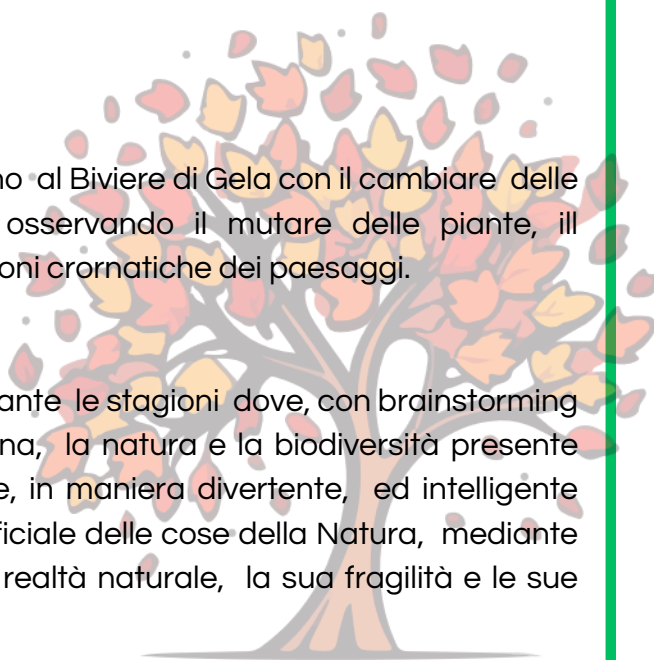 no al Biviere di Gela con il cambiare delle
osservando il mutare delle piante, ill
oni crornatiche dei paesaggi.
ante le stagioni dove, con brainstorming
na, la natura e la biodiversità presente
e, in maniera divertente, ed intelligente
ficiale delle cose della Natura, mediante
realtà naturale, la sua fragilità e le sue